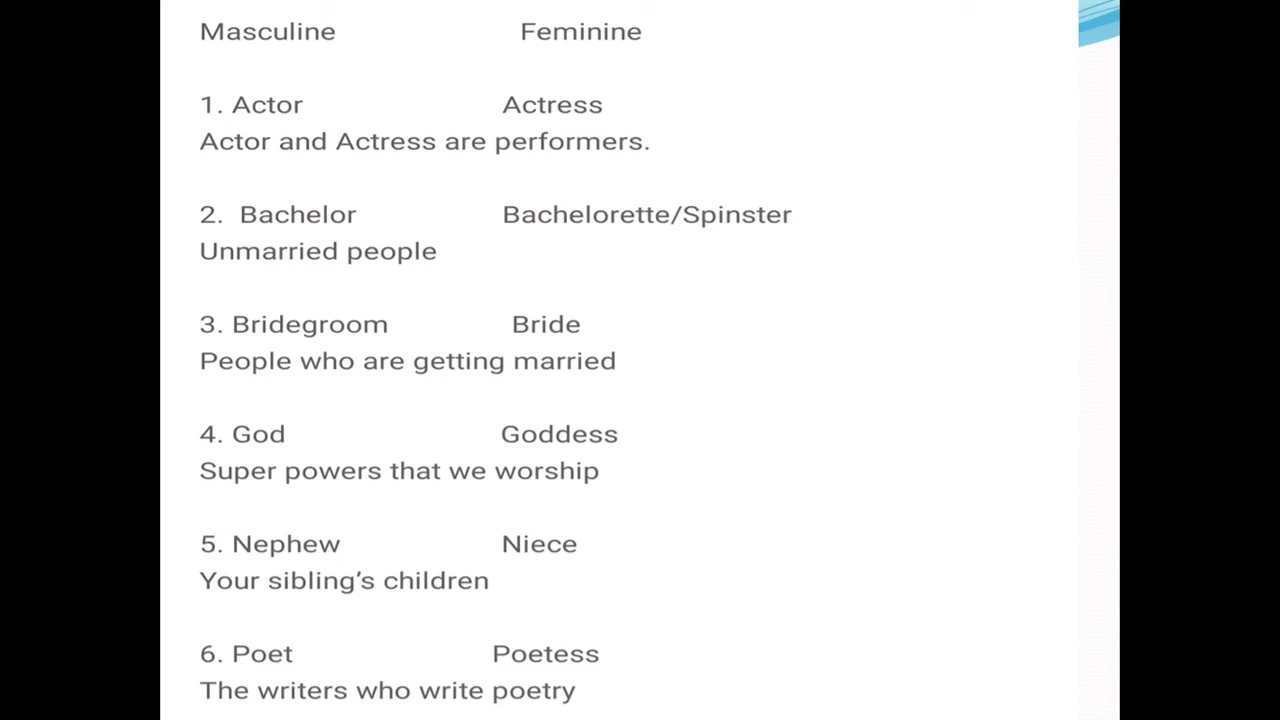 Masculine Feminine
1. Actor Actress
Actor and Actress are performers.
2. Bachelor Bachelorette/Spinster
Unmarried people
3. Bridegroom Bride
People who are getting married
4. God Goddess
Super powers that we worship
5. Nephew Niece
Your sibling’s children
6. Poet Poetess
The writers who write poetry